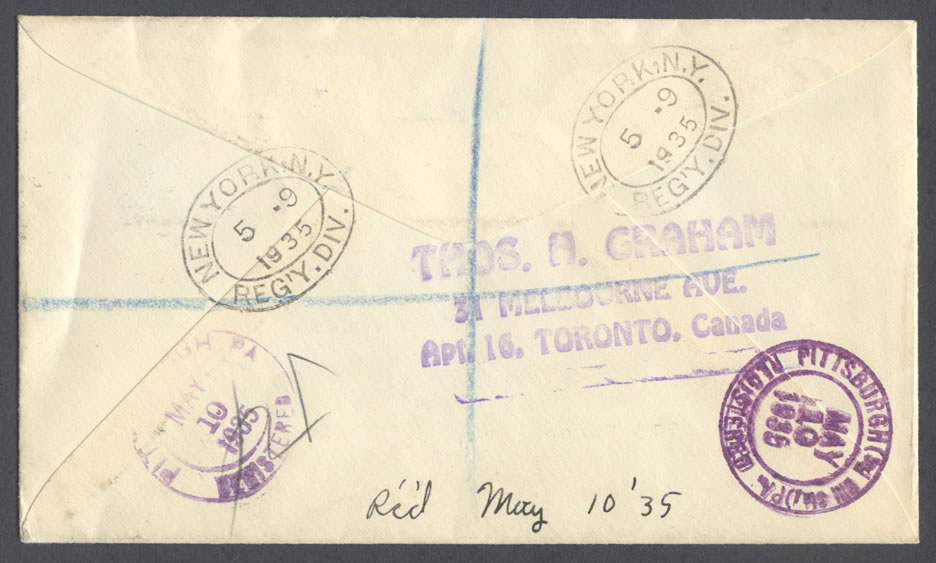 NEW YORK, N.Y.
5 -9
1935
REG'Y. DIV.
NEW YORK, N.Y.
5 -9
1935
REG'Y. DIV.
THOS. H. GRAHAM
31 MELBOURNE AVE.
Apt. 16, TORONTO, Canada
PA
MAY
10
1935
PITTSBURGH PA. REGISTERED
MAY
10
1935
Rec'd May 10 '35